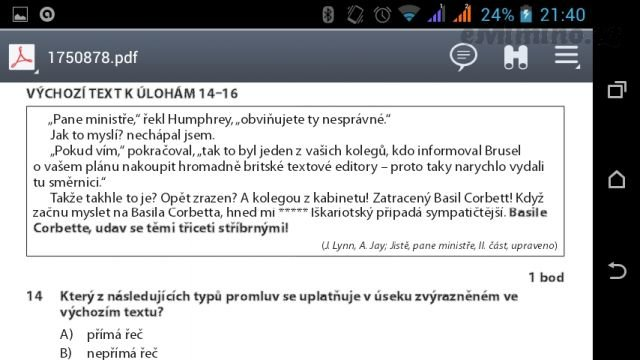 24% 21:40
eMimino.cz
1750878.pdf
VÝCHOZÍ TEXT K ÚLOHÁM 14–16
„Pane ministře,“ řekl Humphrey, „obviňujete ty nesprávné.“
Jak to myslí? nechápal jsem.
„Pokud vím,“ pokračoval, „tak to byl jeden z vašich kolegů, kdo informoval Brusel
o vašem plánu nakoupit hromadně britské textové editory – proto taky narychlo vydali
tu směrnici.“
Takže takhle to je? Opět zrazen? A kolegou z kabinetu! Zatracený Basil Corbett! Když
začnu myslet na Basila Corbetta, hned mi ***** Iškariotský připadá sympatičtější. Basile
Corbette, udav se těmi třiceti stříbrnými!
(J. Lynn, A. Jay; Jistě, pane ministře, II. část, upraveno)
1 bod
14 Který z následujících typů promluv se uplatňuje v úseku zvýrazněném ve
výchozím textu?
A) přímá řeč
B) nepřímá řeč